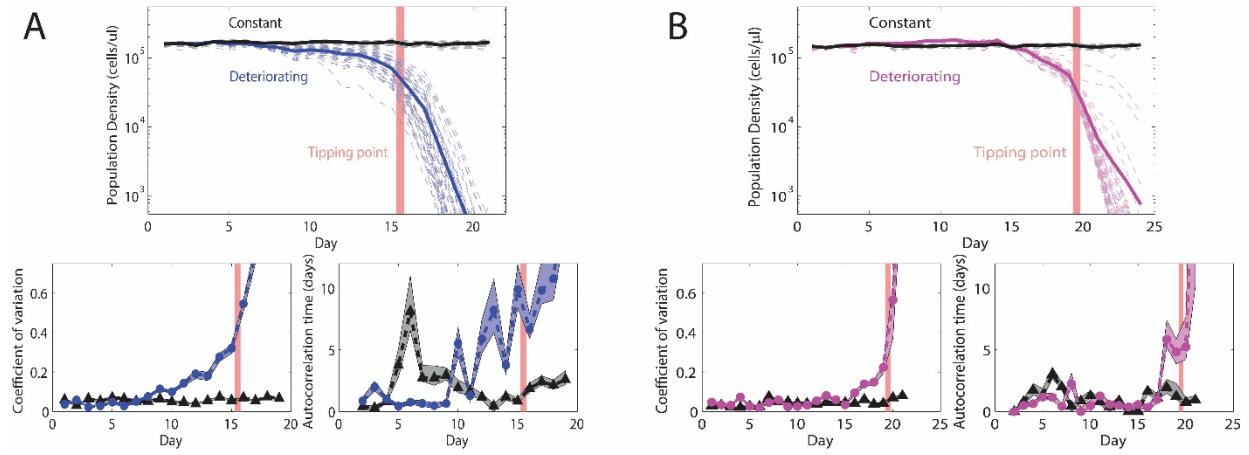 A
Constant
Deteriorating
Tipping point
Population Density (cells/ul)
10^5
10^4
10^3
0 5 10 15 20
Day
Coefficient of variation
0.6
0.4
0.2
0
0 5 10 15 20
Day
Autocorrelation time (days)
10
5
0
0 5 10 15 20
Day
B
Constant
Deteriorating
Tipping point
Population Density (cells/μl)
10^5
10^4
10^3
0 5 10 15 20 25
Day
Coefficient of variation
0.6
0.4
0.2
0
0 5 10 15 20 25
Day
Autocorrelation time (days)
10
5
0
0 5 10 15 20 25
Day